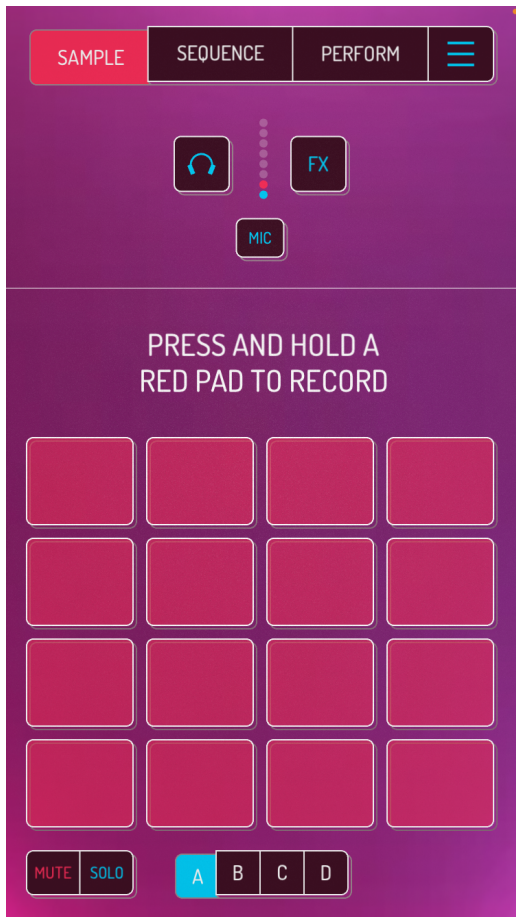 SAMPLE SEQUENCE PERFORM
FX
MIC
PRESS AND HOLD A
RED PAD TO RECORD
MUTE SOLO A B C D